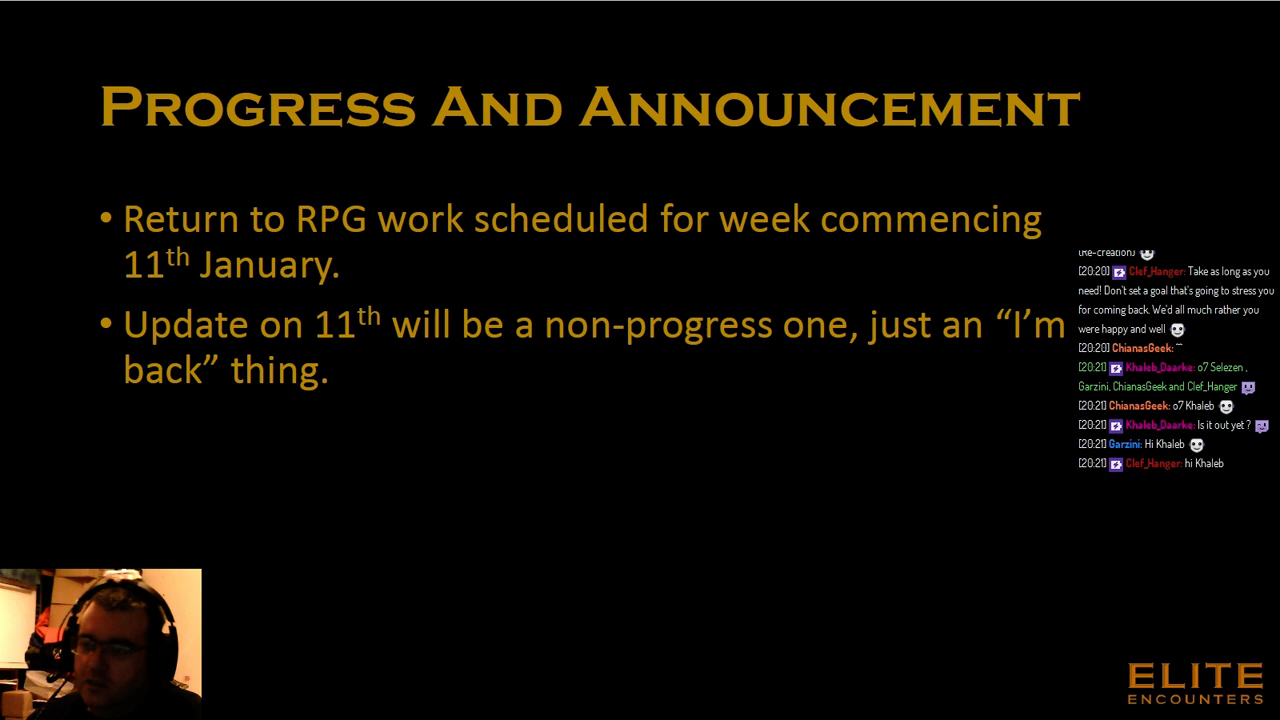 PROGRESS AND ANNOUNCEMENT
• Return to RPG work scheduled for week commencing
11th January.
• Update on 11th will be a non-progress one, just an “I’m
back” thing.
(Re-creation)
[20:20] Clef_Hanger: Take as long as you
need! Don't set a goal that's going to stress you
for coming back. We'd all much rather you
were happy and well
[20:20] ChianasGeek: ^^
[20:21] Khaleb_Daarke: o7 Selezen ,
Garzini, ChianasGeek and Clef_Hanger
[20:21] ChianasGeek: o7 Khaleb
[20:21] Khaleb_Daarke: Is it out yet ?
[20:21] Garzini: Hi Khaleb
[20:21] Clef_Hanger: hi Khaleb
ELITE
ENCOUNTERS